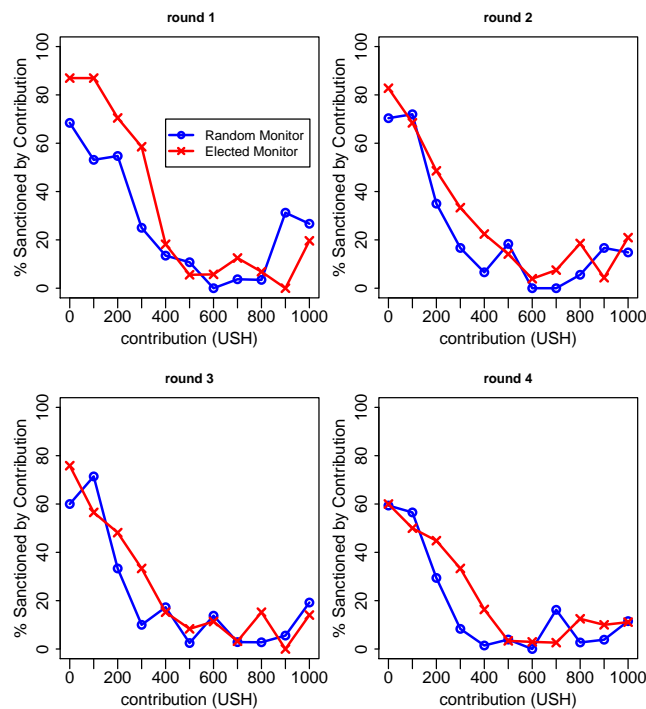 round 1
% Sanctioned by Contribution
100
80
60
40
20
0
Random Monitor
Elected Monitor
0 200 400 600 800 1000
contribution (USH)
round 2
% Sanctioned by Contribution
100
80
60
40
20
0
0 200 400 600 800 1000
contribution (USH)
round 3
% Sanctioned by Contribution
100
80
60
40
20
0
0 200 400 600 800 1000
contribution (USH)
round 4
% Sanctioned by Contribution
100
80
60
40
20
0
0 200 400 600 800 1000
contribution (USH)